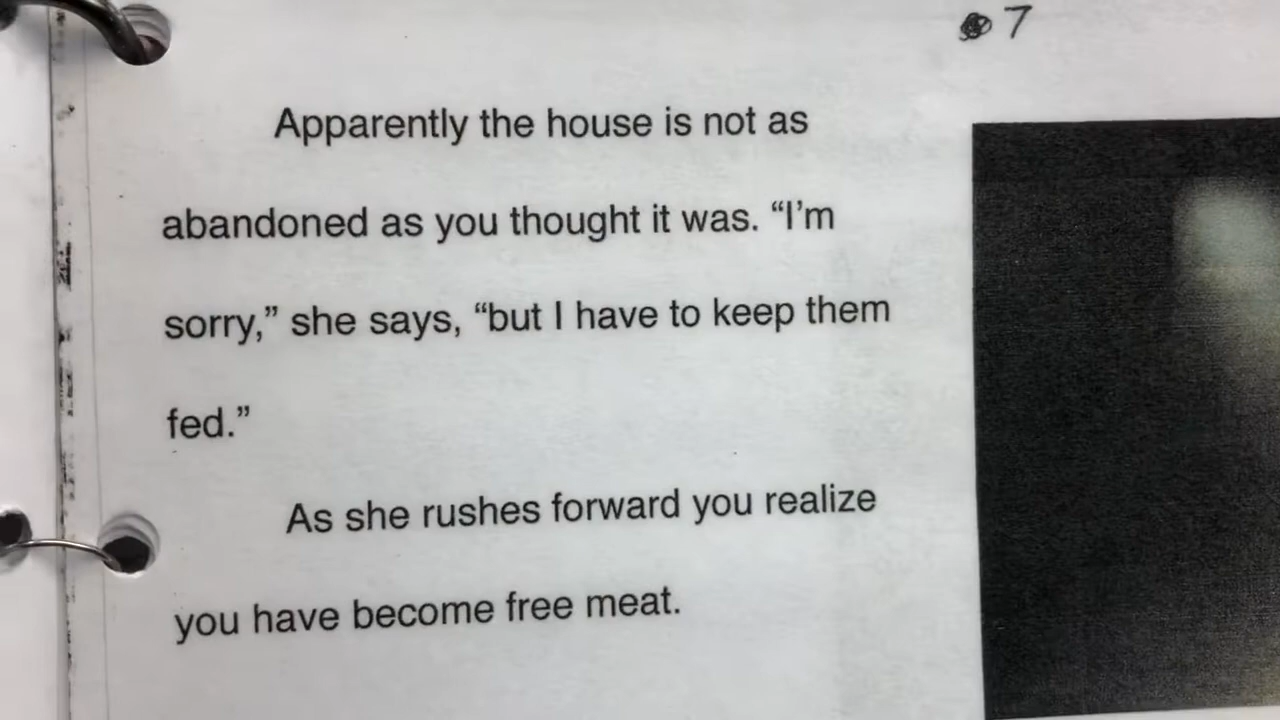 7
Apparently the house is not as
abandoned as you thought it was. “I’m
sorry,” she says, “but I have to keep them
fed.”
As she rushes forward you realize
you have become free meat.